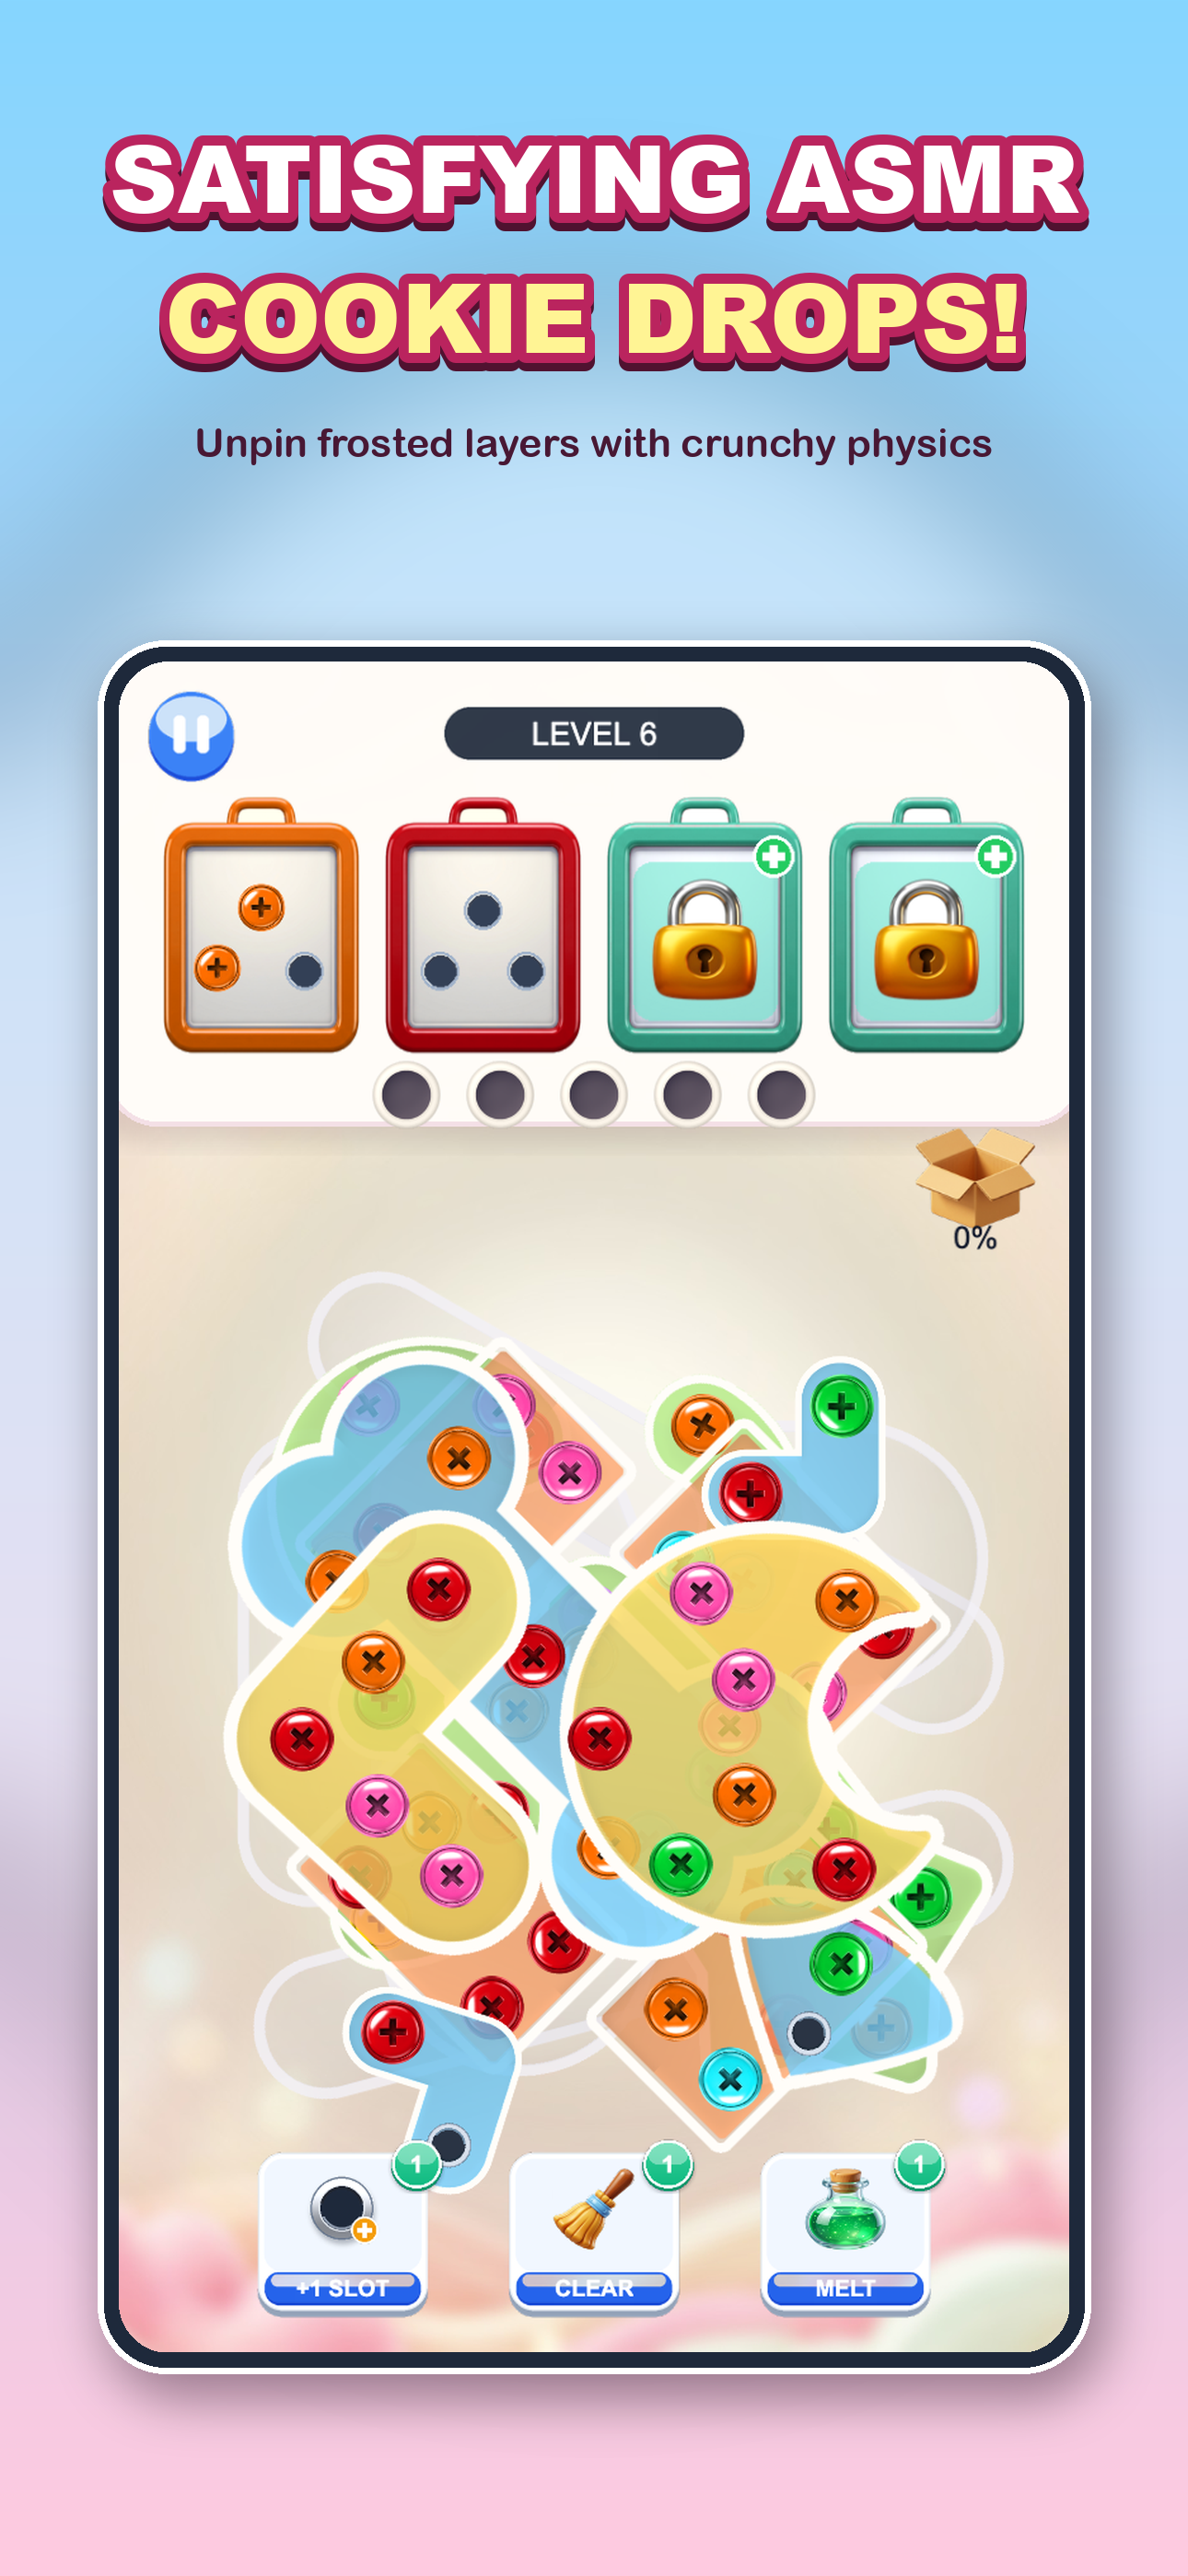 SATISFYING ASMR
COOKIE DROPS!
Unpin frosted layers with crunchy physics
LEVEL 6
0%
1
1
1
+1 SLOT
CLEAR
MELT